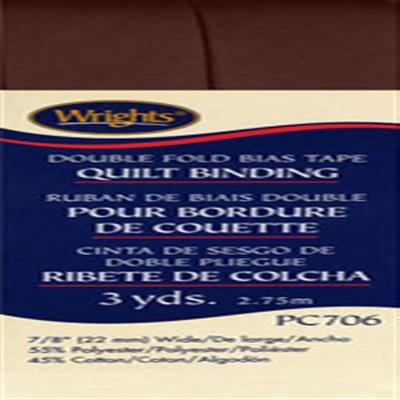 Wrights®
DOUBLE FOLD BIAS TAPE
QUILT BINDING
RUBAN DE BIAIS DOUBLE
POUR BORDURE
DE COUETTE
CINTA DE SESGO DE
DOBLE PLIEGUE
RIBETE DE COLCHA
3 yds. 2.75m
PC706
7/8" (22 mm) Wide/De large/Ancho
55% Polyester/Polyester/Poliéster
45% Cotton/Coton/Algodón